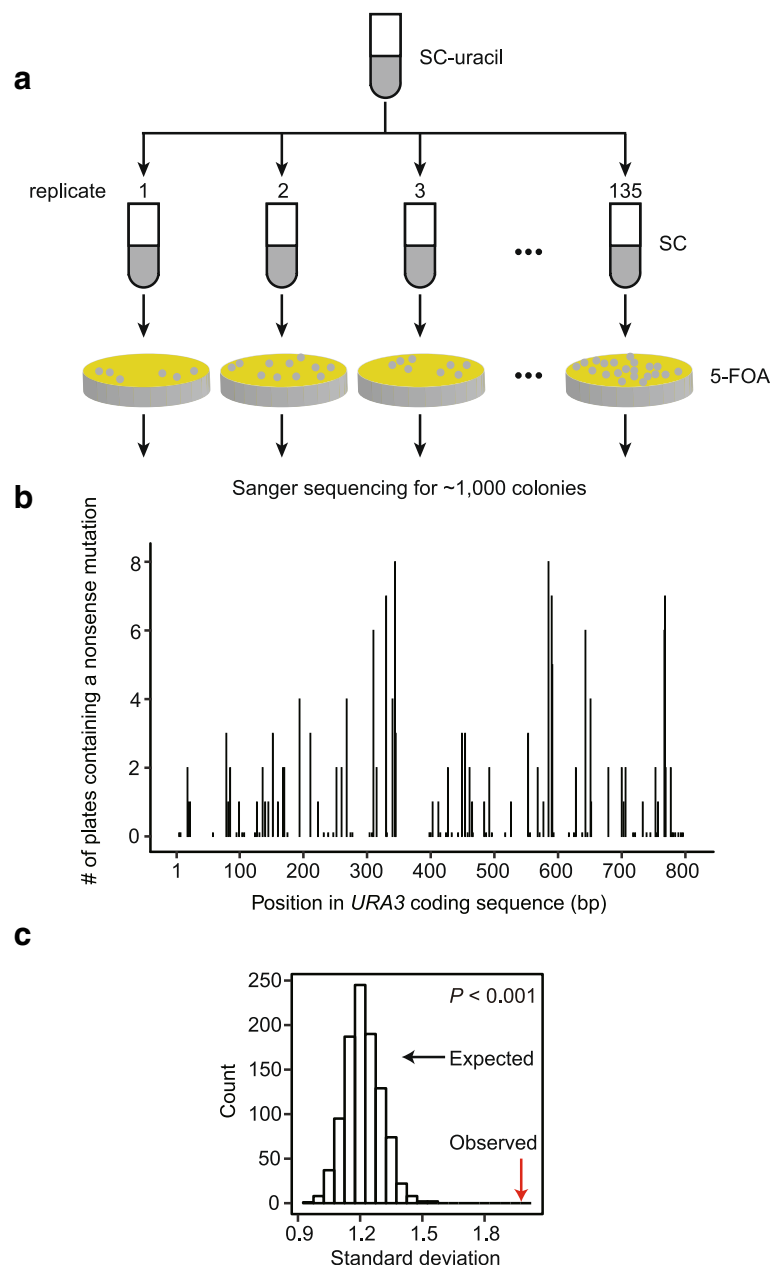 a
SC-uracil
replicate 1 2 3 135
•••
SC
•••
5-FOA
Sanger sequencing for ~1,000 colonies
b
# of plates containing a nonsense mutation
8
6
4
2
0
1 100 200 300 400 500 600 700 800
Position in URA3 coding sequence (bp)
c
250
200
150
100
50
0
Count
P < 0.001
Expected
Observed
0.9 1.2 1.5 1.8
Standard deviation